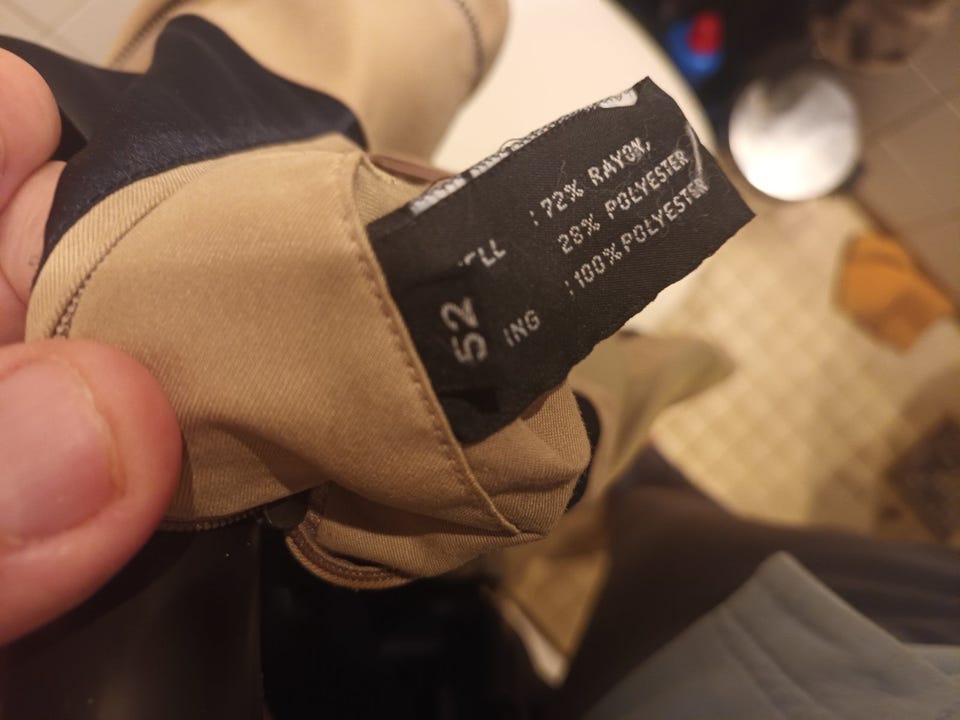 LL : 72% RAYON,
28% POLYESTER
ING : 100% POLYESTER
52